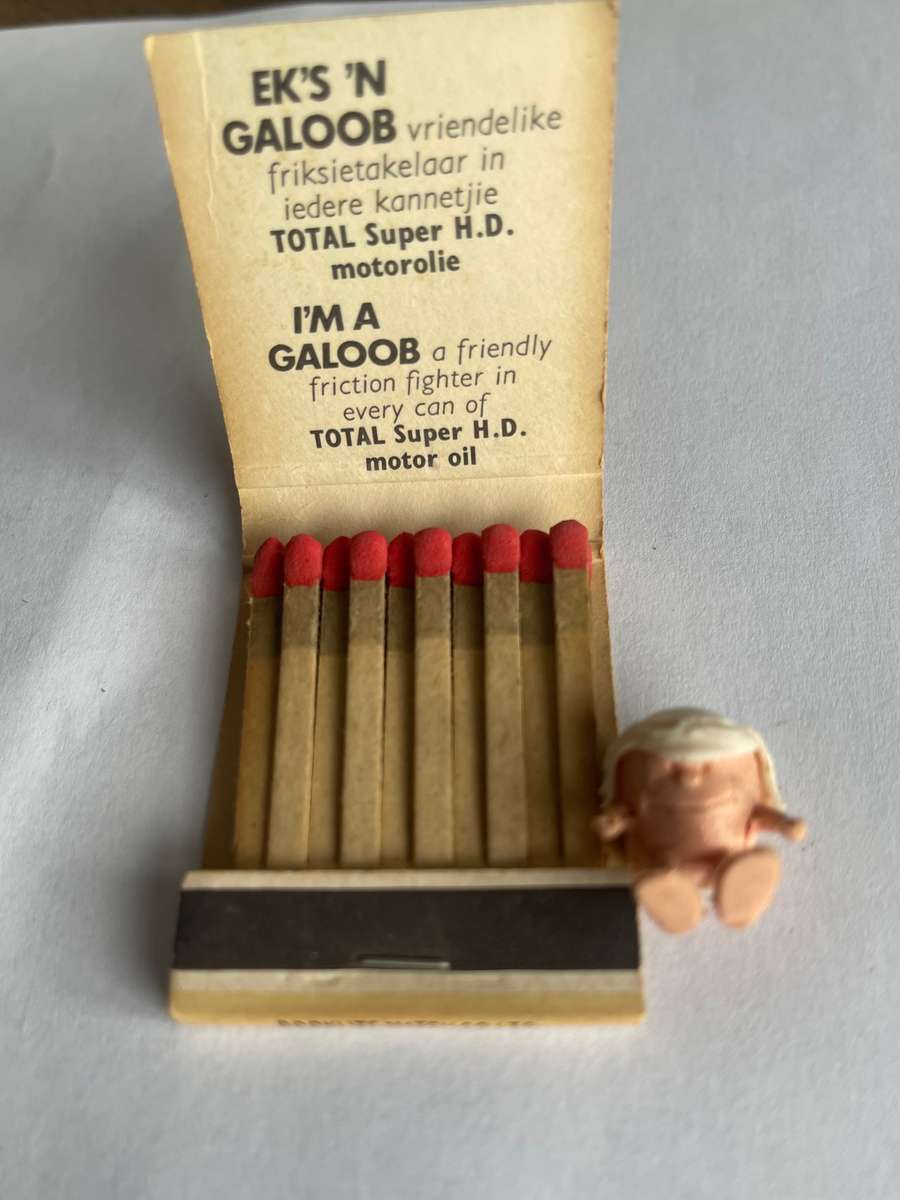 EK'S 'N
GALOOB vriendelike
friksietakelaar in
iedere kannetjie
TOTAL Super H.D.
motorolie
I'M A
GALOOB a friendly
friction fighter in
every can of
TOTAL Super H.D.
motor oil